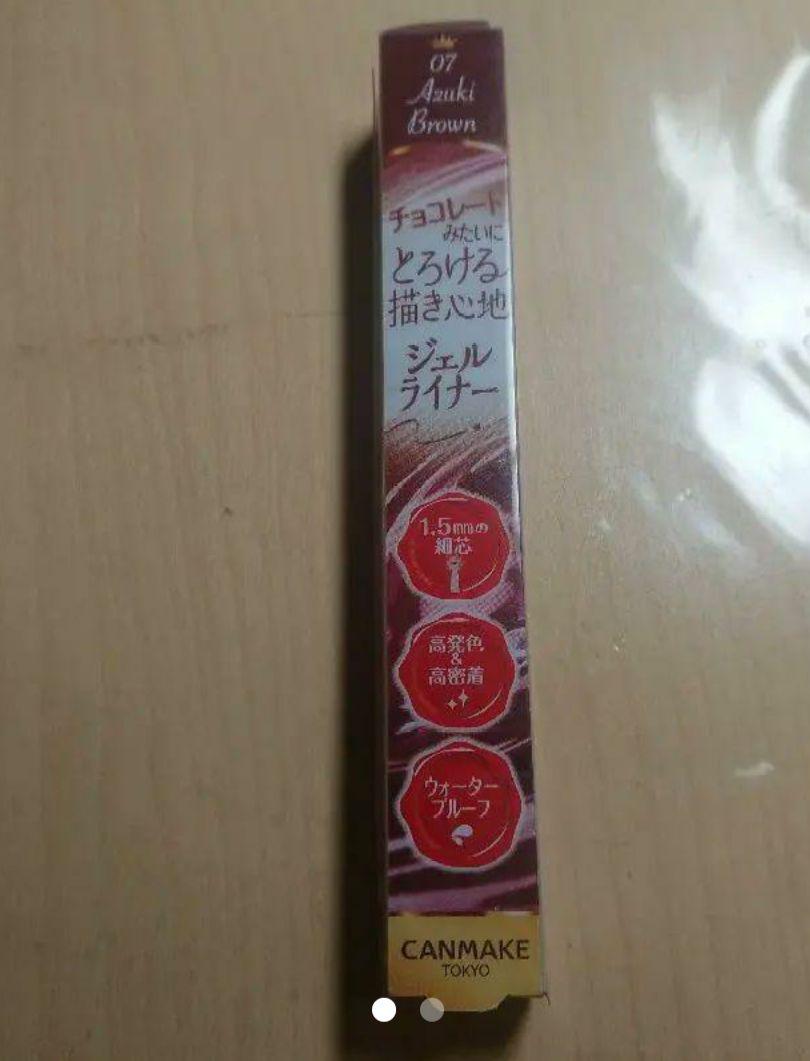 07
Azuki
Brown
チョコレート
みたいに
とろける
描き心地
ジェル
ライナー
1.5mmの
細芯
高発色
&
高密着
ウォーター
プルーフ
CANMAKE
TOKYO